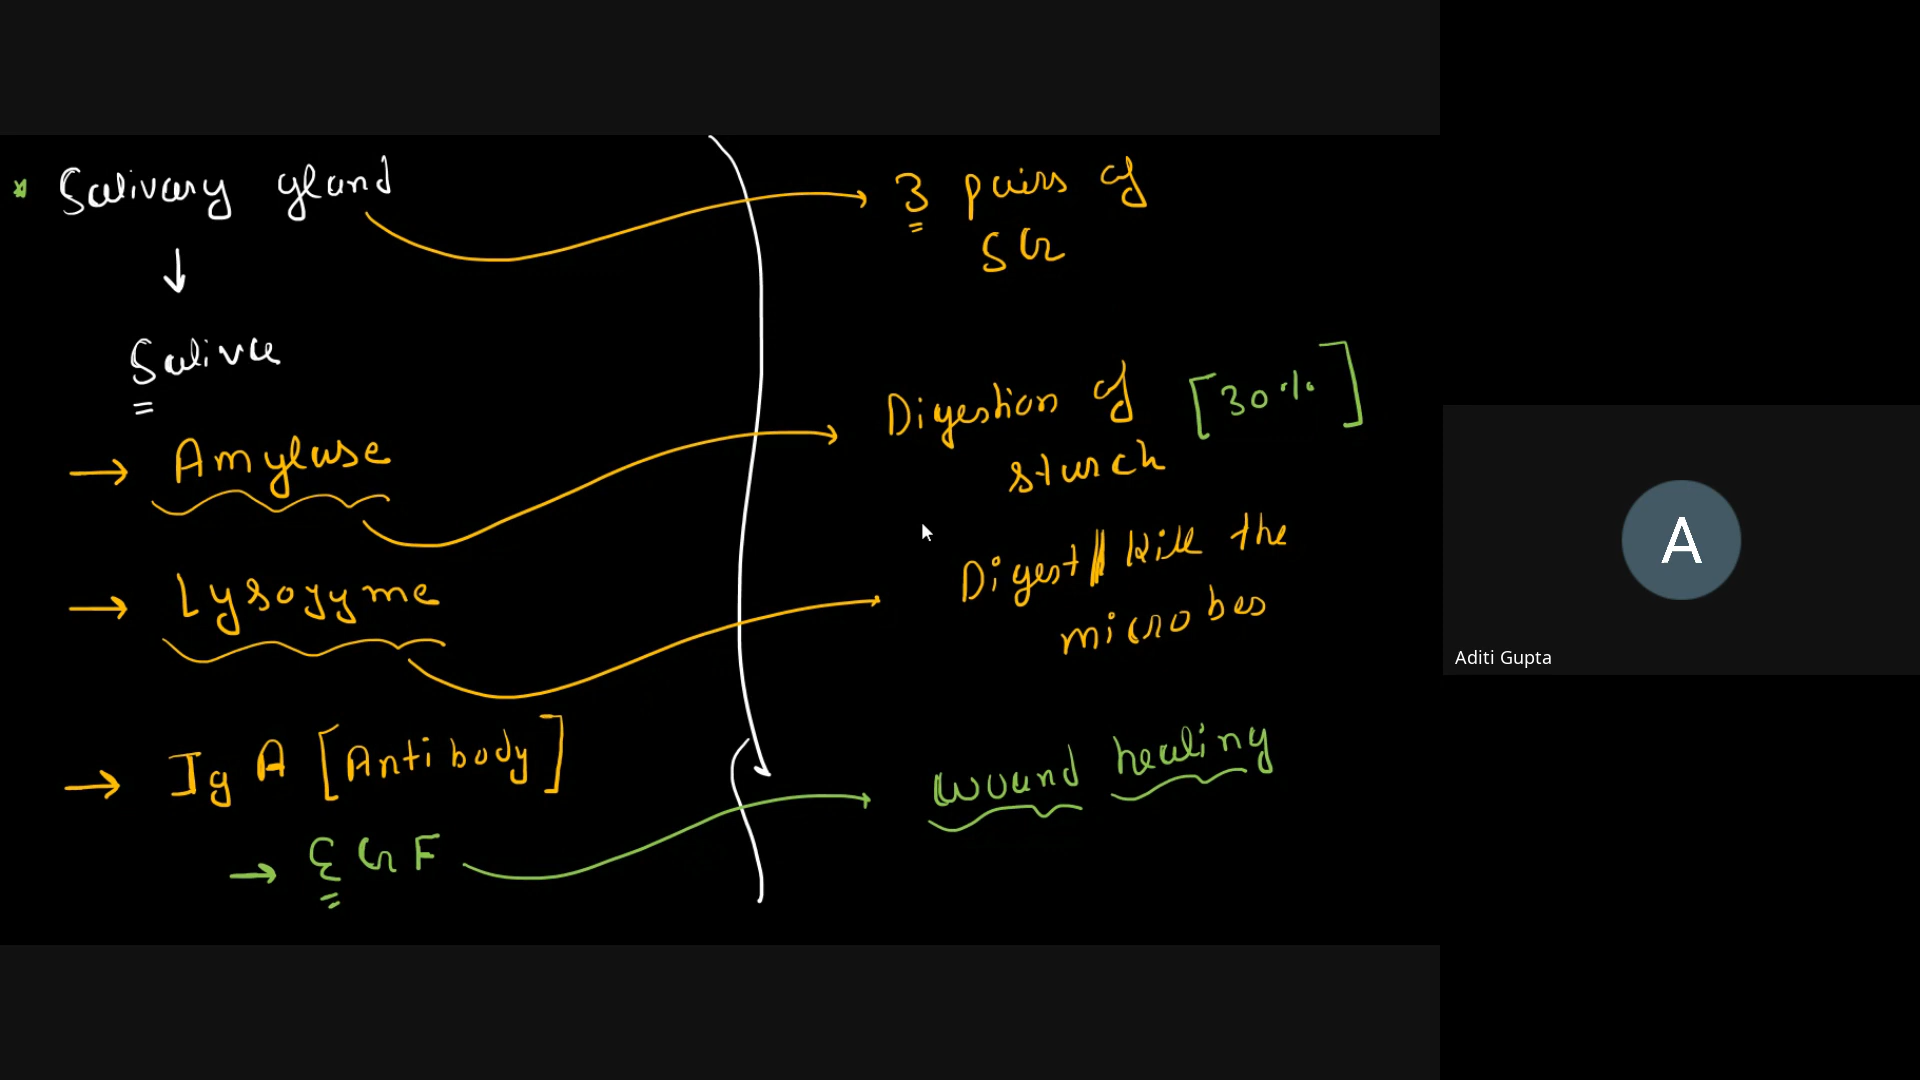 Salivary gland
3 pairs of
SG
↓
Saliva
→ Amylase
Digestion of [30%]
starch
→ Lysozyme
Digest / Kill the
microbes
→ Ig A [Antibody]
→ EGF
wound healing
A
Aditi Gupta